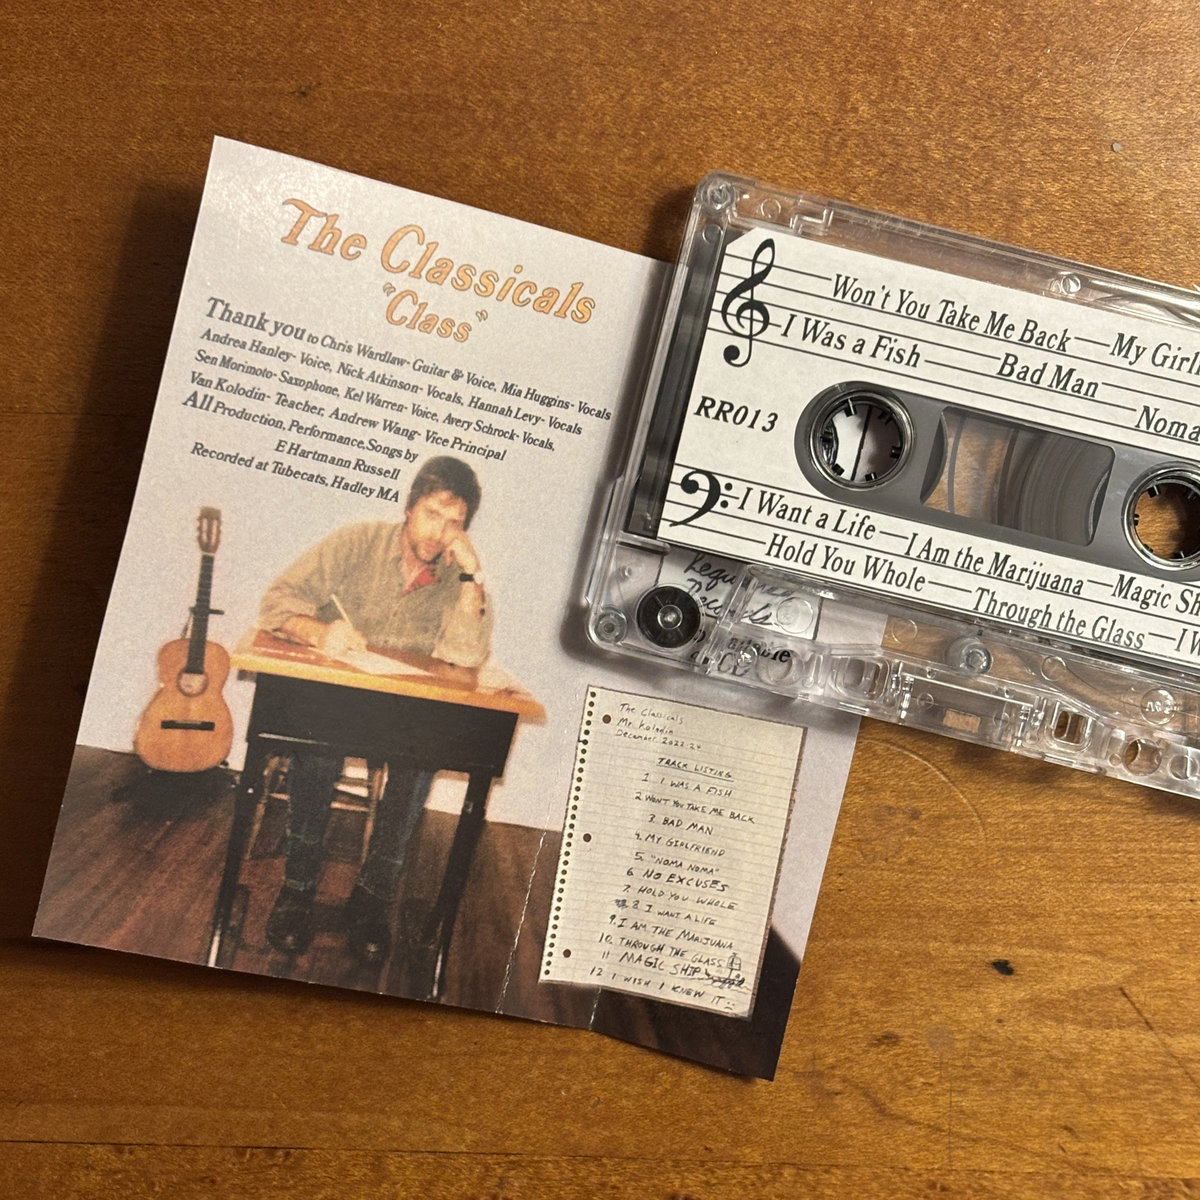 The Classicals
"Class"
Thank you to Chris Wardlaw- Guitar & Voice, Mia Huggins- Vocals
Andrea Hanley- Voice, Nick Atkinson- Vocals, Hannah Levy- Vocals
Sen Morimoto- Saxophone, Kel Warren- Voice, Avery Schrock- Vocals,
Van Kolodin- Teacher, Andrew Wang- Vice Principal
All Production, Performance, Songs by
E Hartmann Russell
Recorded at Tubecats, Hadley MA
The Classicals
Mr Kolodin
December 2022-24
TRACK LISTING
1 I WAS A FISH
2 WON'T YOU TAKE ME BACK
3. BAD MAN
4. MY GIRLFRIEND
5. "NOMA NOMA"
6 NO EXCUSES
7. HOLD YOU WHOLE
8 I WANT A LIFE
9. I AM THE MARIJUANA
10. THROUGH THE GLASS
11 MAGIC SHIP
12 I WISH I KNEW IT
Won't You Take Me Back — My Girl
I Was a Fish — Bad Man —
Noma
RR013
I Want a Life — I Am the Marijuana — Magic Sh
Hold You Whole — Through the Glass — I W